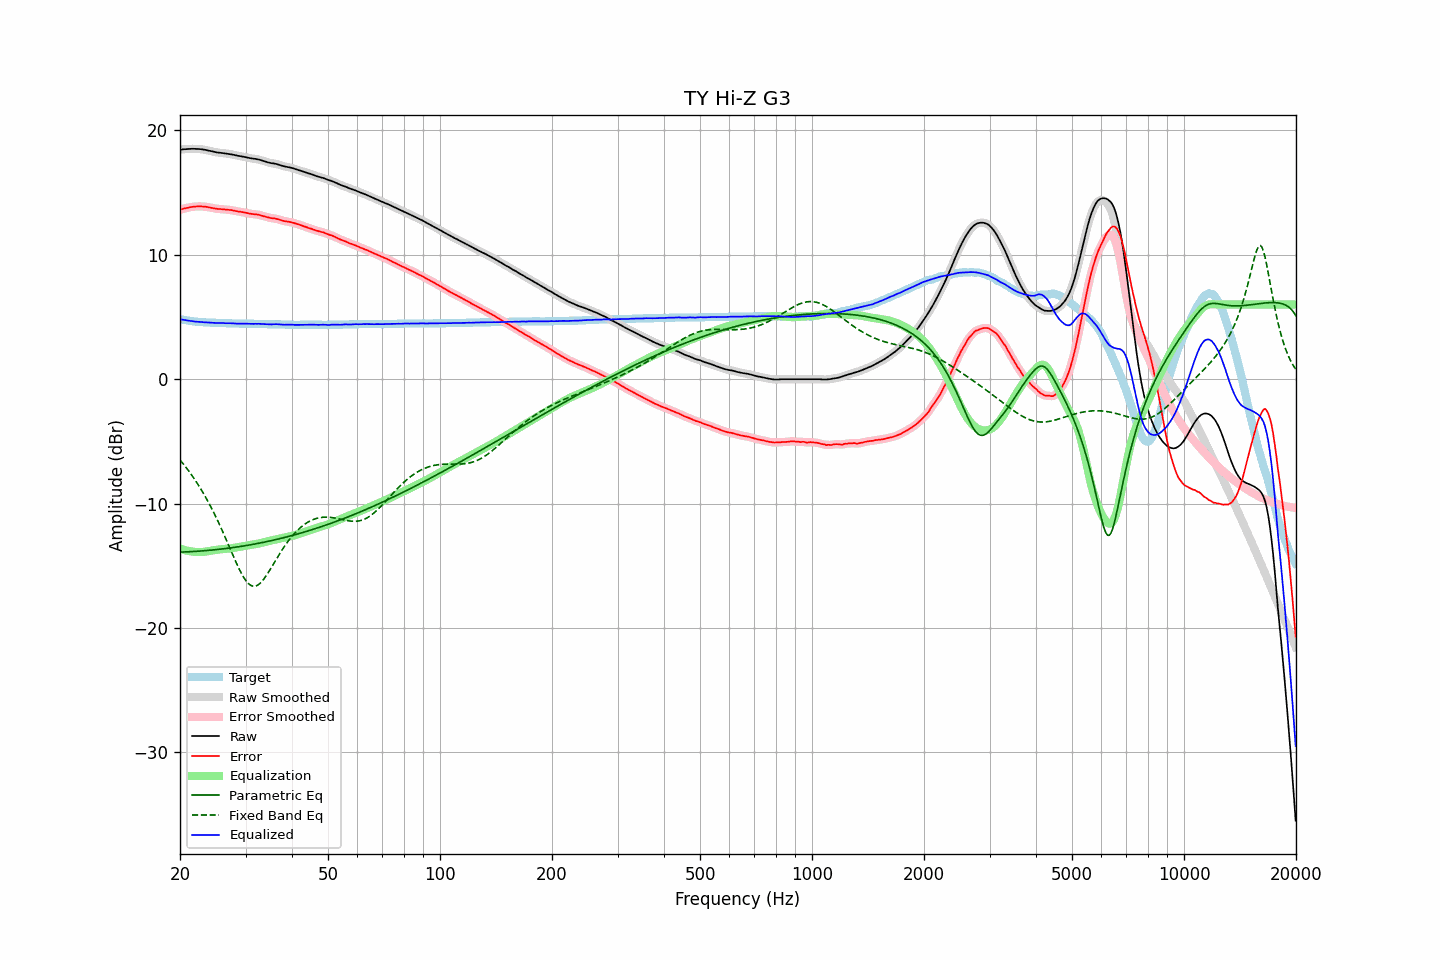 TY Hi-Z G3
20
10
0
−10
−20
−30
Amplitude (dBr)
Target
Raw Smoothed
Error Smoothed
Raw
Error
Equalization
Parametric Eq
Fixed Band Eq
Equalized
20 50 100 200 500 1000 2000 5000 10000 20000
Frequency (Hz)